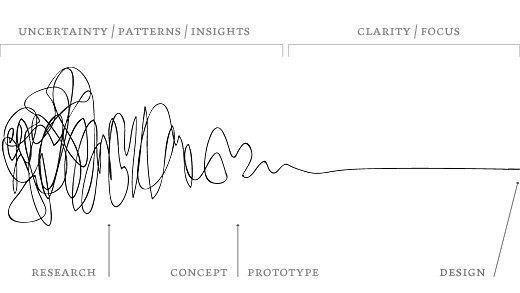 UNCERTAINTY / PATTERNS / INSIGHTS
CLARITY / FOCUS
RESEARCH
CONCEPT
PROTOTYPE
DESIGN